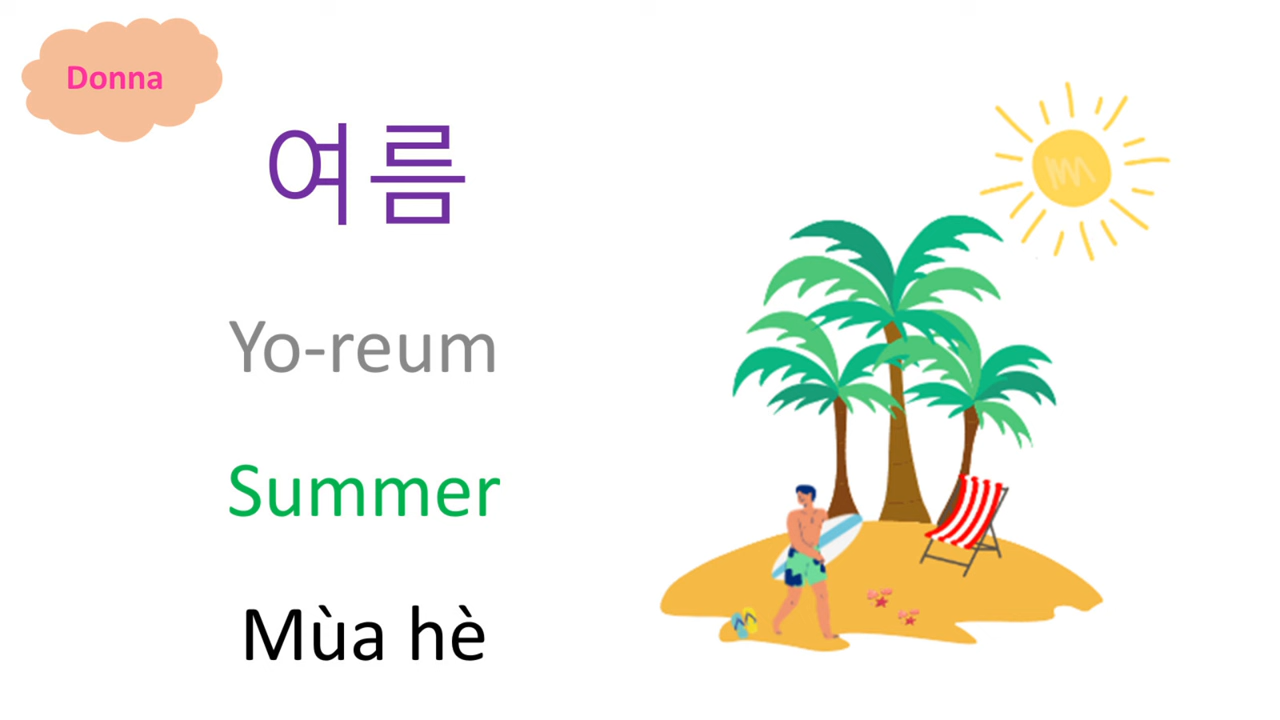 Donna
여름
Yo-reum
Summer
Mùa hè